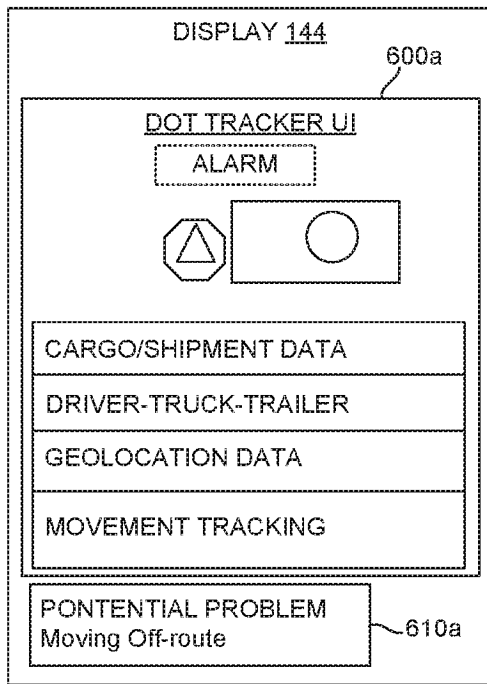 DISPLAY 144
600a
DOT TRACKER UI
ALARM
CARGO/SHIPMENT DATA
DRIVER-TRUCK-TRAILER
GEOLOCATION DATA
MOVEMENT TRACKING
PONTENTIAL PROBLEM
Moving Off-route
610a